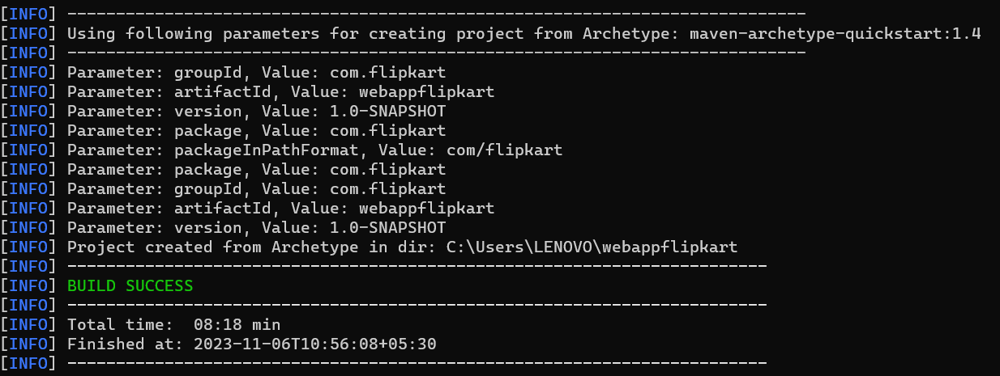 [INFO] ----------------------------------------------------------------------------
[INFO] Using following parameters for creating project from Archetype: maven-archetype-quickstart:1.4
[INFO] ----------------------------------------------------------------------------
[INFO] Parameter: groupId, Value: com.flipkart
[INFO] Parameter: artifactId, Value: webappflipkart
[INFO] Parameter: version, Value: 1.0-SNAPSHOT
[INFO] Parameter: package, Value: com.flipkart
[INFO] Parameter: packageInPathFormat, Value: com/flipkart
[INFO] Parameter: package, Value: com.flipkart
[INFO] Parameter: groupId, Value: com.flipkart
[INFO] Parameter: artifactId, Value: webappflipkart
[INFO] Parameter: version, Value: 1.0-SNAPSHOT
[INFO] Project created from Archetype in dir: C:\Users\LENOVO\webappflipkart
[INFO] ------------------------------------------------------------------------
[INFO] BUILD SUCCESS
[INFO] ------------------------------------------------------------------------
[INFO] Total time:  08:18 min
[INFO] Finished at: 2023-11-06T10:56:08+05:30
[INFO] ------------------------------------------------------------------------